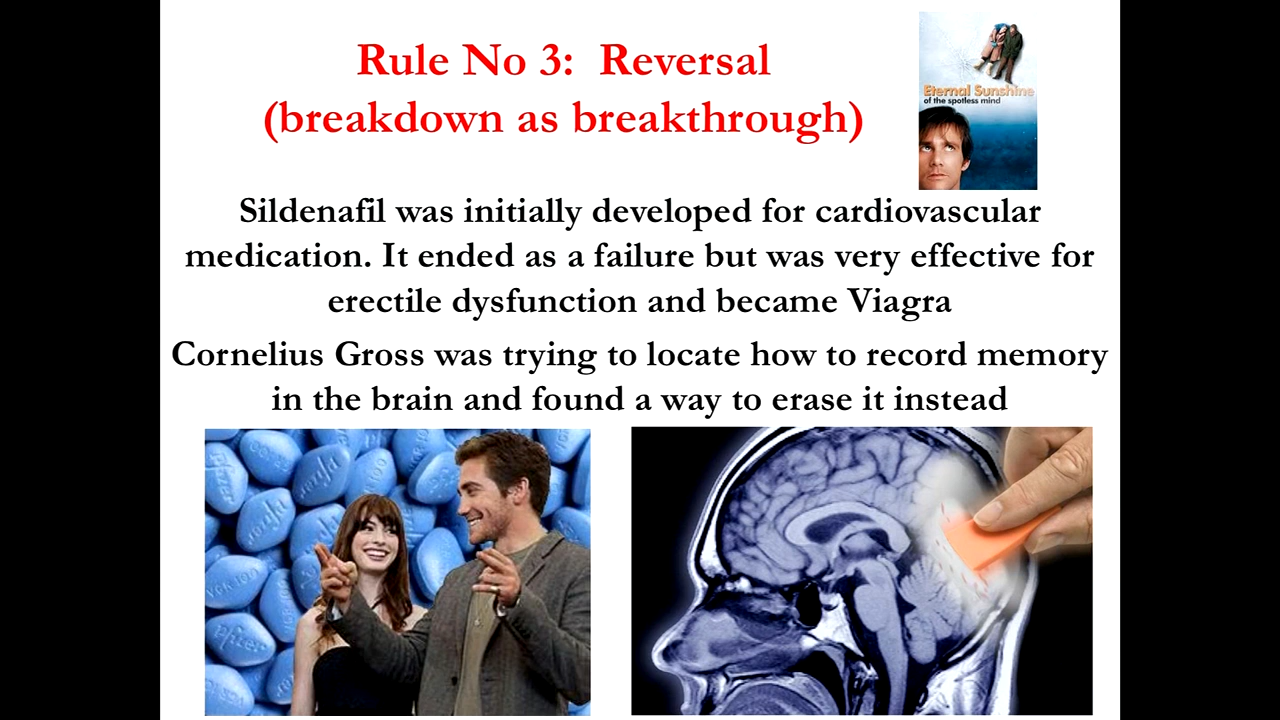 Rule No 3:  Reversal
(breakdown as breakthrough)
Eternal Sunshine
of the spotless mind
Sildenafil was initially developed for cardiovascular
medication. It ended as a failure but was very effective for
erectile dysfunction and became Viagra
Cornelius Gross was trying to locate how to record memory
in the brain and found a way to erase it instead
Pfizer